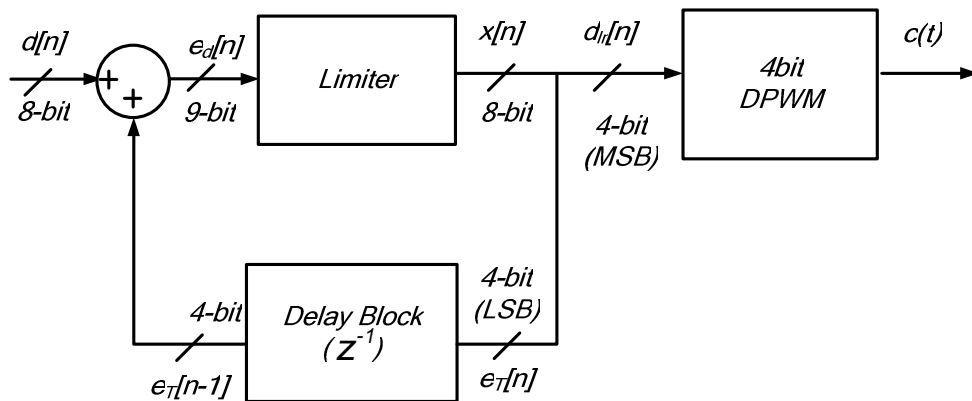 d[n]
8-bit
+
+
e_d[n]
9-bit
Limiter
x[n]
8-bit
d_lr[n]
4-bit
(MSB)
4bit
DPWM
c(t)
4-bit
e_T[n-1]
Delay Block
(z^-1)
4-bit
(LSB)
e_T[n]